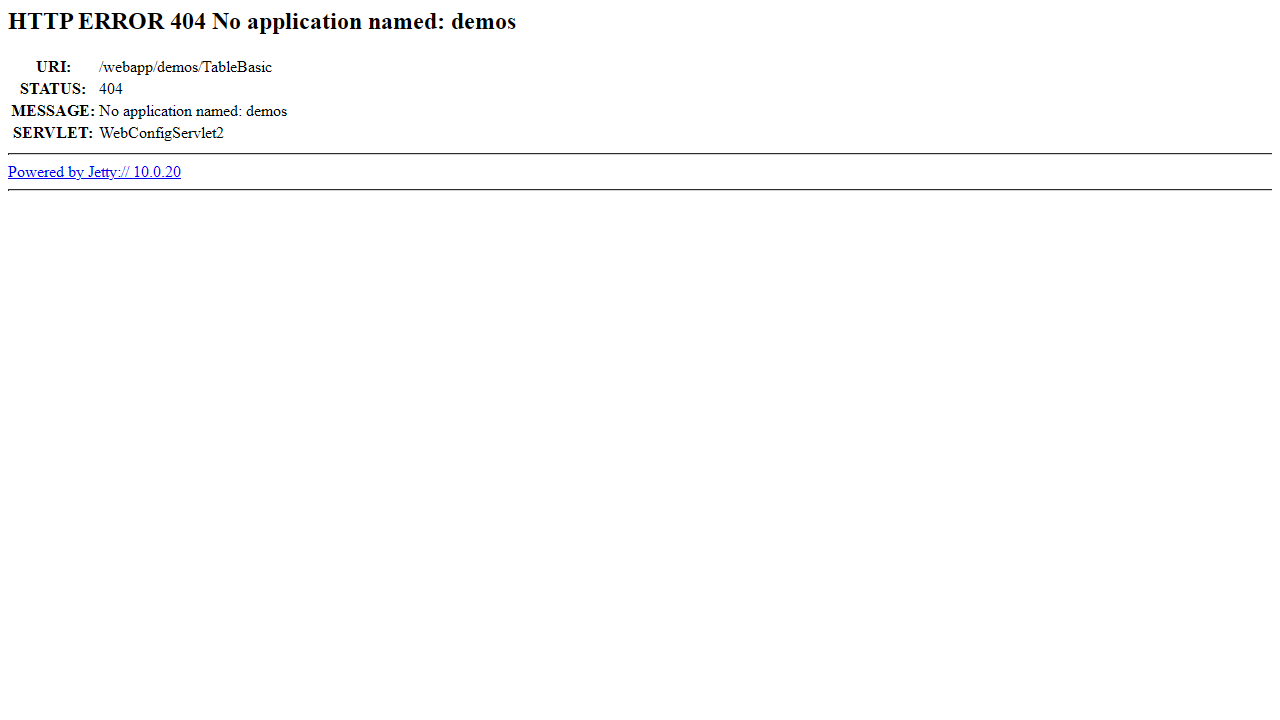 HTTP ERROR 404 No application named: demos
URI: /webapp/demos/TableBasic
STATUS: 404
MESSAGE: No application named: demos
SERVLET: WebConfigServlet2
Powered by Jetty:// 10.0.20